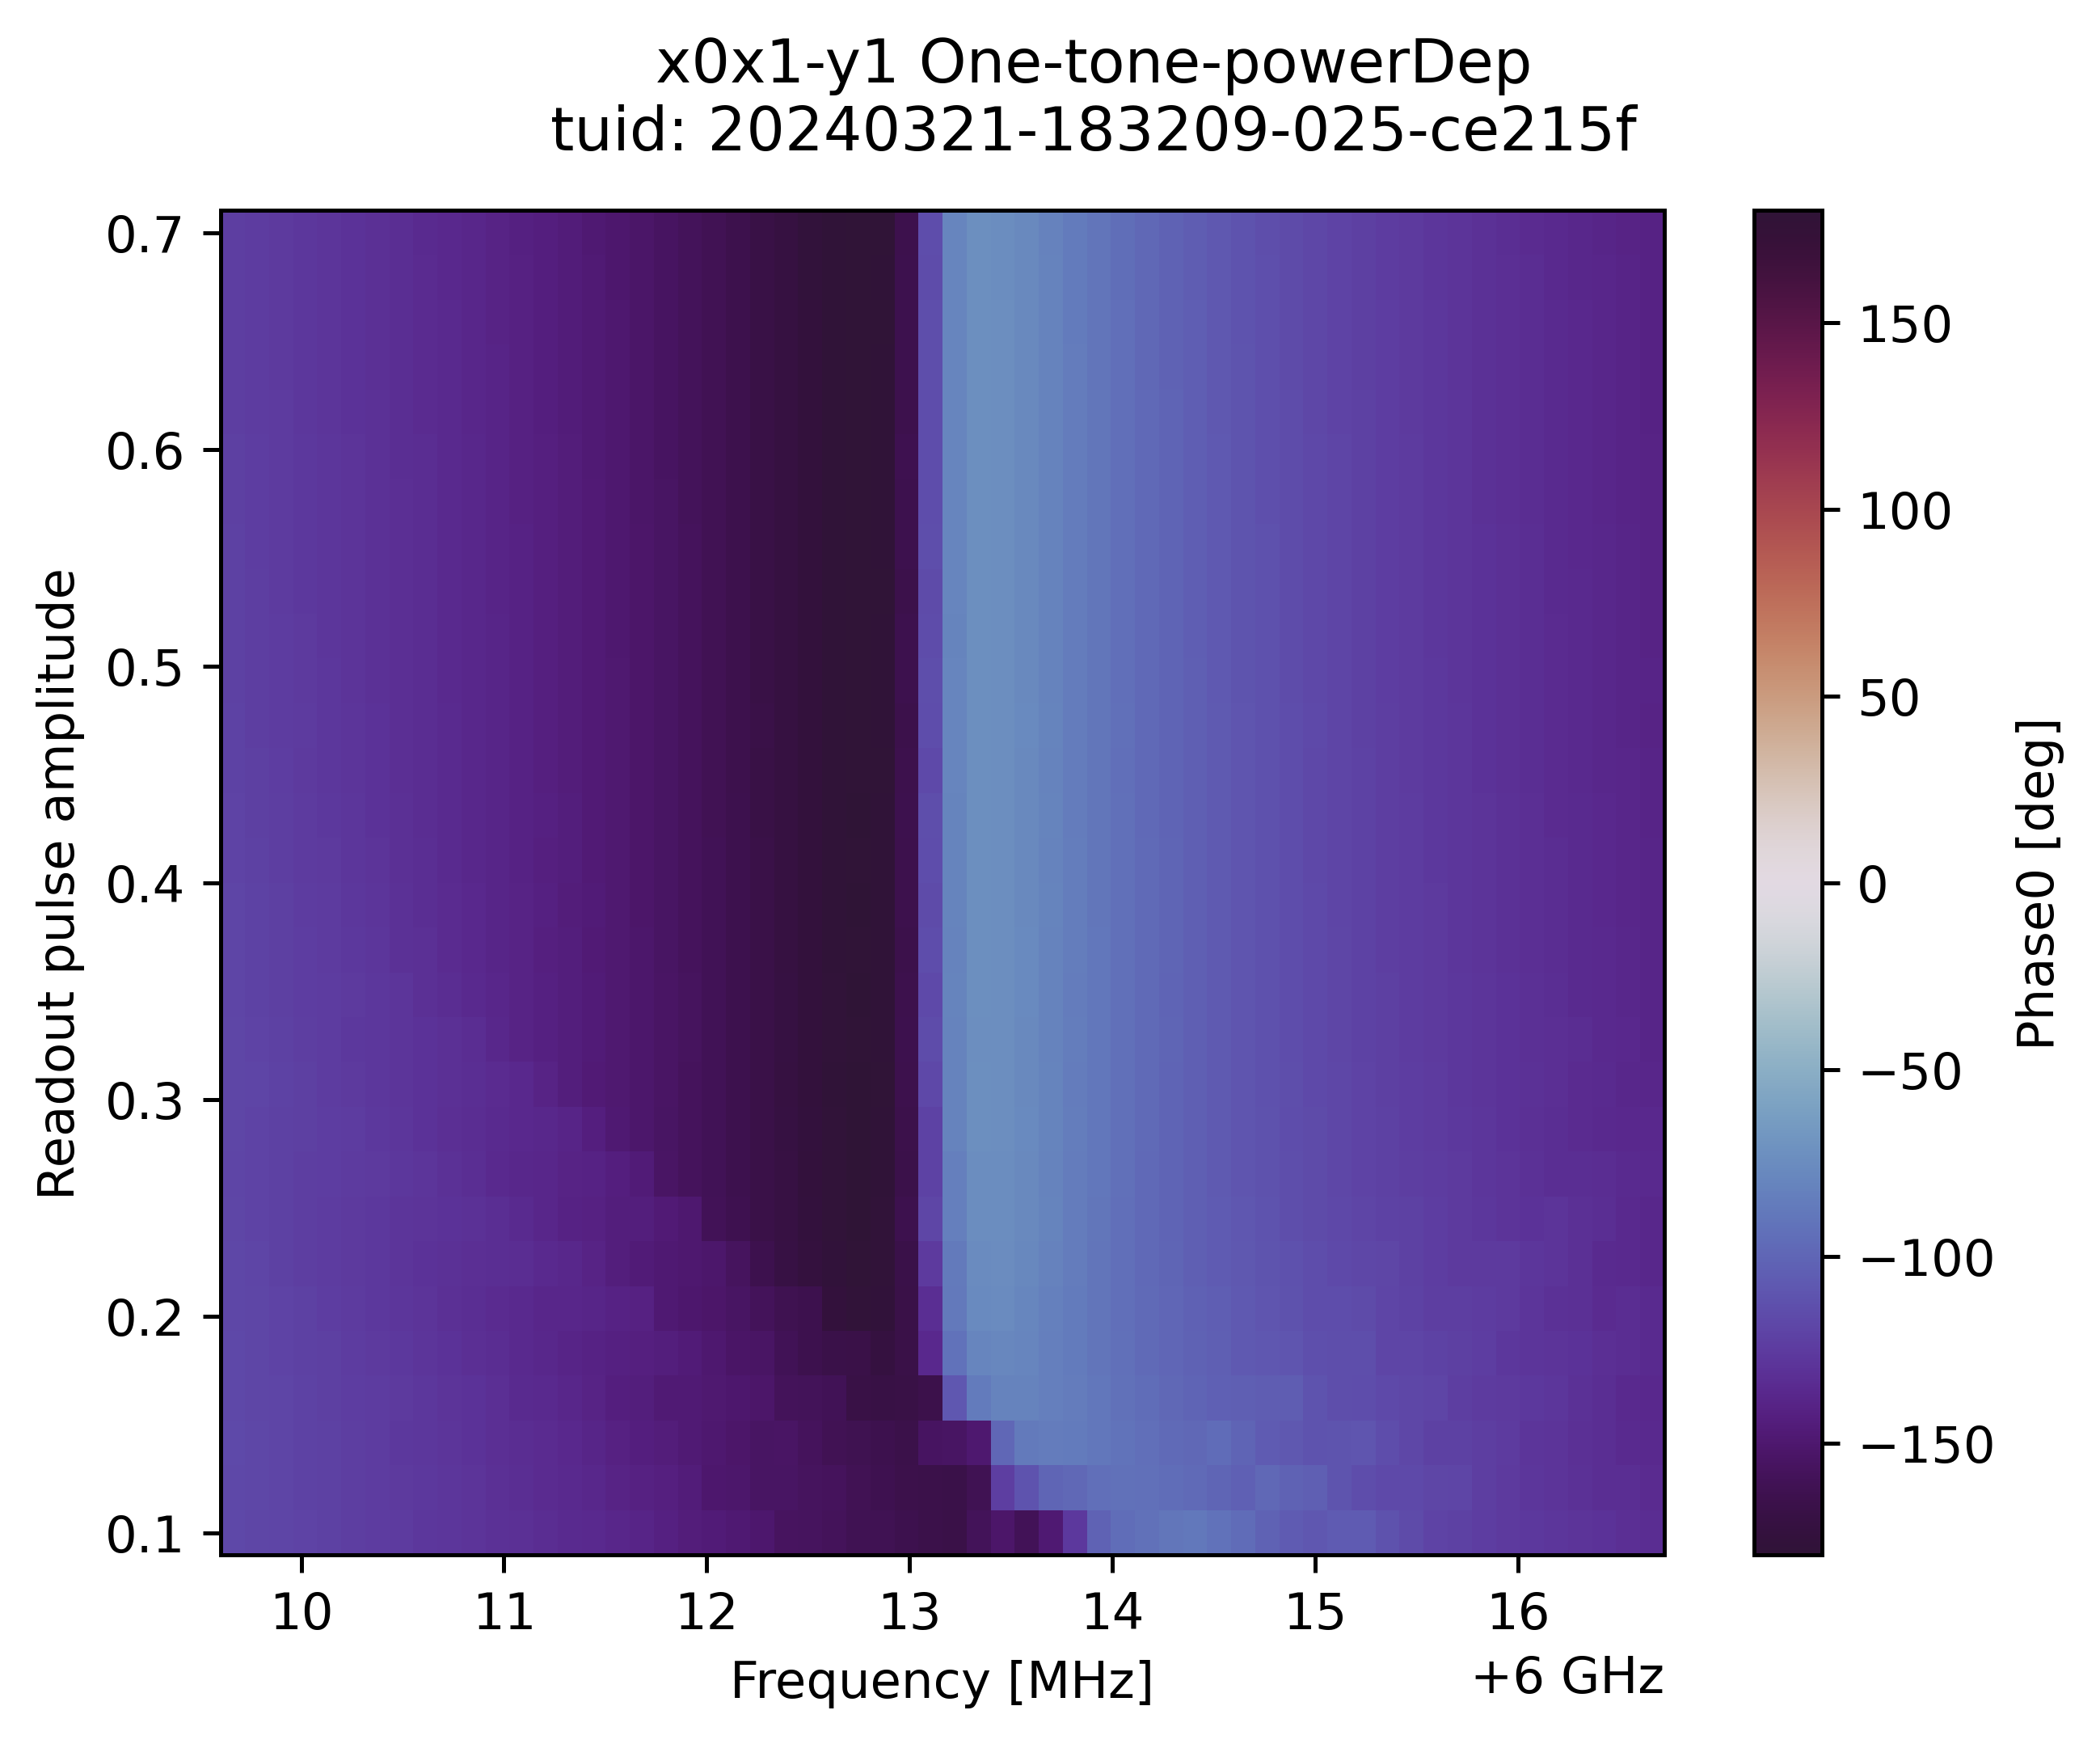 x0x1-y1 One-tone-powerDep
tuid: 20240321-183209-025-ce215f
Readout pulse amplitude
0.7
0.6
0.5
0.4
0.3
0.2
0.1
10 11 12 13 14 15 16
Frequency [MHz]
+6 GHz
150
100
50
0
−50
−100
−150
Phase0 [deg]